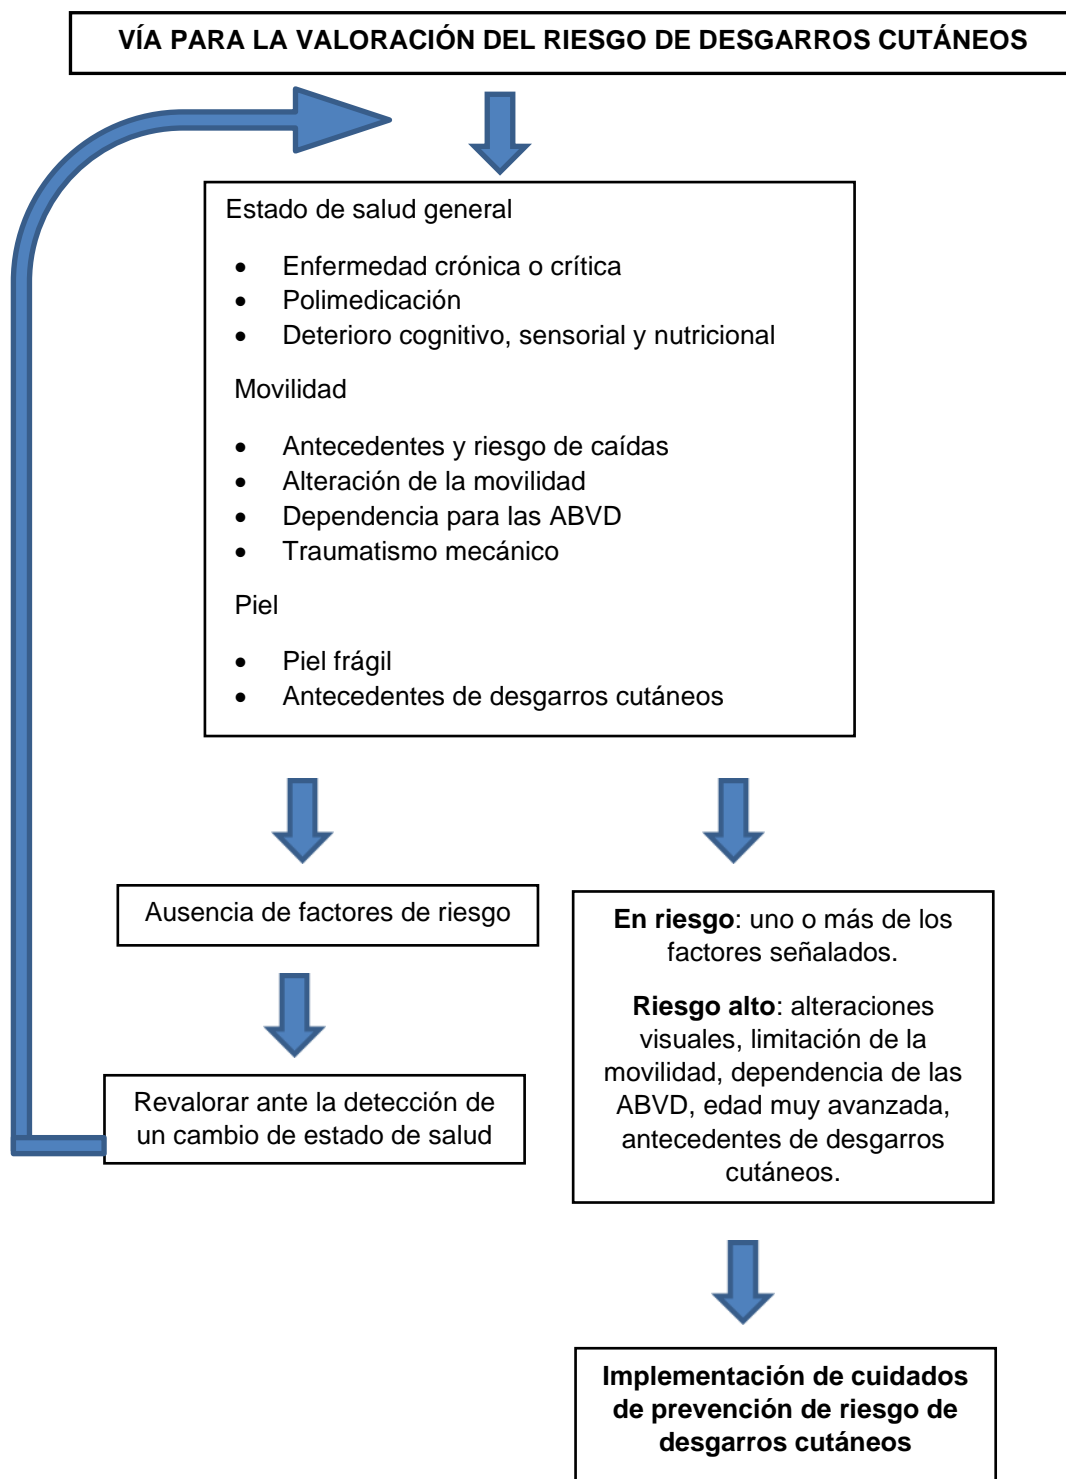 VÍA PARA LA VALORACIÓN DEL RIESGO DE DESGARROS CUTÁNEOS
Estado de salud general
• Enfermedad crónica o crítica
• Polimedicación
• Deterioro cognitivo, sensorial y nutricional
Movilidad
• Antecedentes y riesgo de caídas
• Alteración de la movilidad
• Dependencia para las ABVD
• Traumatismo mecánico
Piel
• Piel frágil
• Antecedentes de desgarros cutáneos
Ausencia de factores de riesgo
Revalorar ante la detección de
un cambio de estado de salud
En riesgo: uno o más de los
factores señalados.
Riesgo alto: alteraciones
visuales, limitación de la
movilidad, dependencia de las
ABVD, edad muy avanzada,
antecedentes de desgarros
cutáneos.
Implementación de cuidados
de prevención de riesgo de
desgarros cutáneos